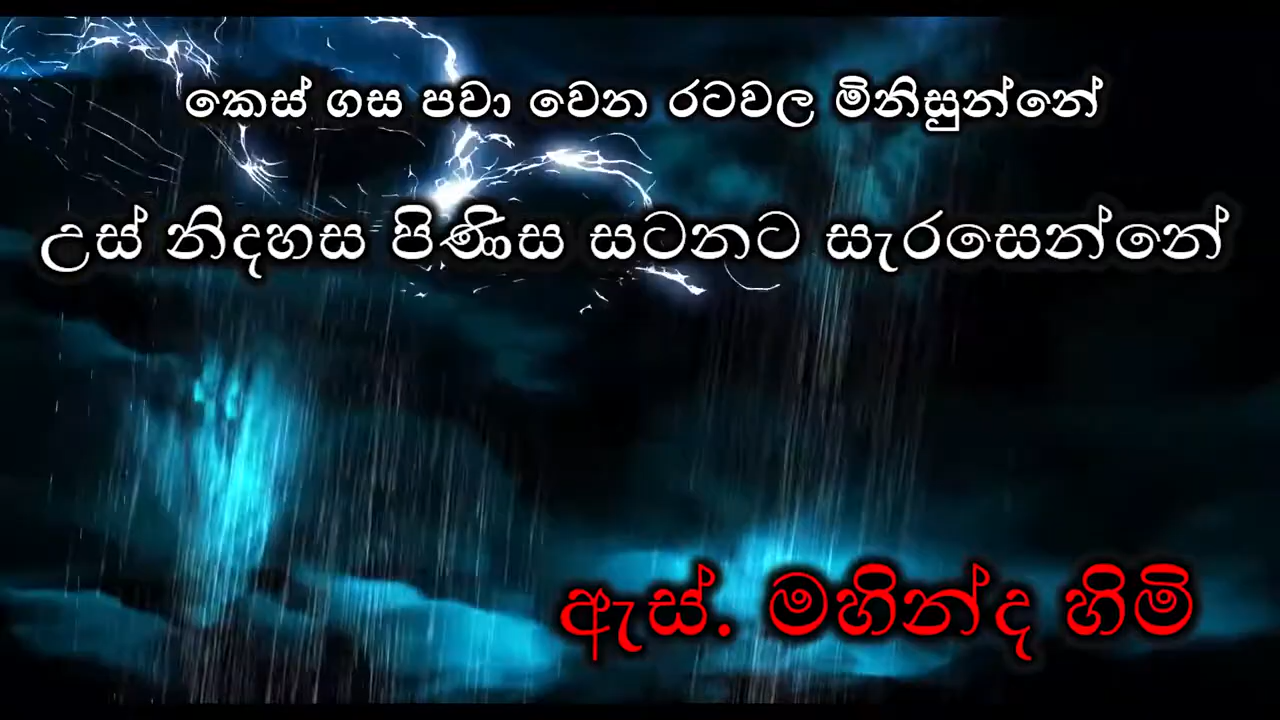 කෙස් ගස පවා වෙන රටවල මිනිසුන්නේ
උස් නිදහස පිණිස සටනට සැරසෙන්නේ
ඇස්. මහින්ද හිමි